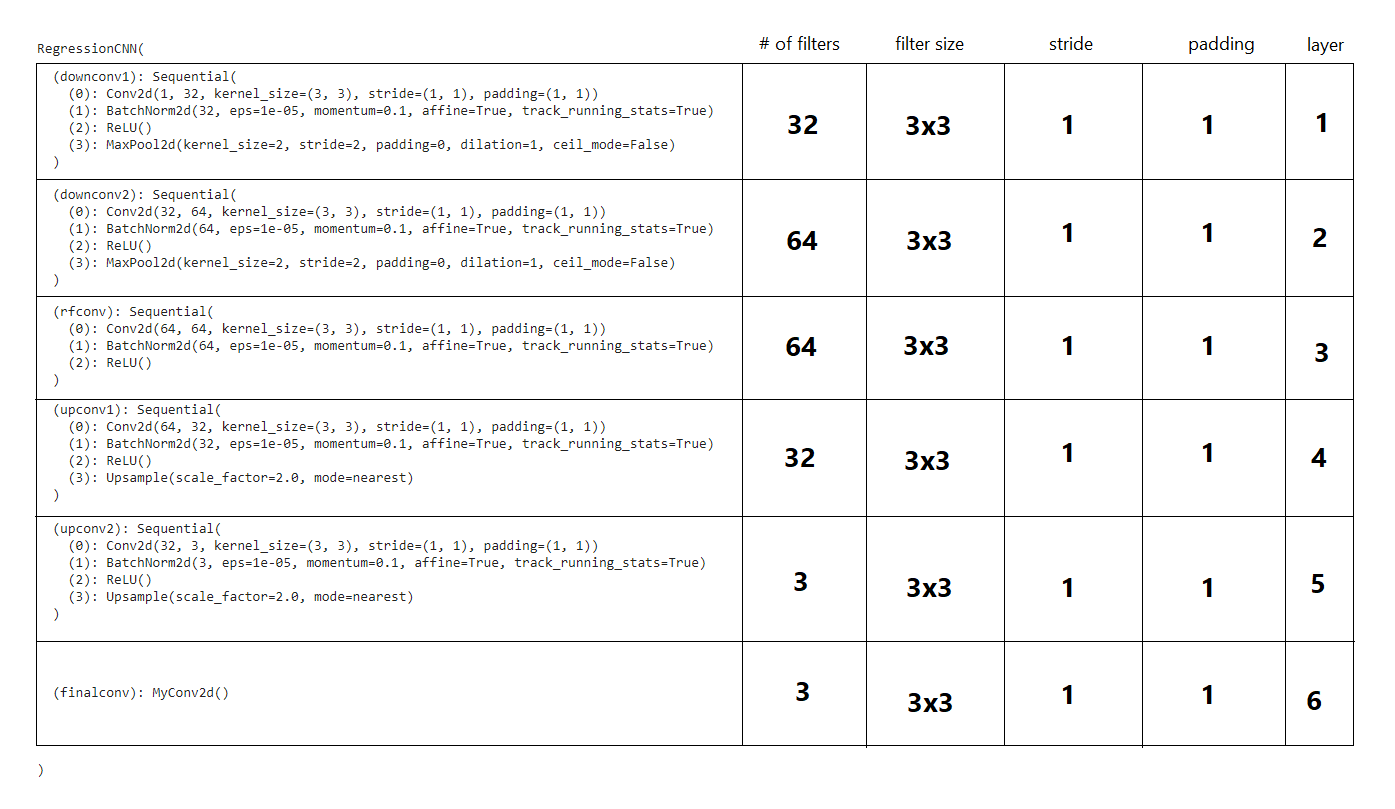 # of filters filter size stride padding layer
RegressionCNN(
(downconv1): Sequential(
(0): Conv2d(1, 32, kernel_size=(3, 3), stride=(1, 1), padding=(1, 1))
(1): BatchNorm2d(32, eps=1e-05, momentum=0.1, affine=True, track_running_stats=True)
(2): ReLU()
(3): MaxPool2d(kernel_size=2, stride=2, padding=0, dilation=1, ceil_mode=False)
)
32 3x3 1 1 1
(downconv2): Sequential(
(0): Conv2d(32, 64, kernel_size=(3, 3), stride=(1, 1), padding=(1, 1))
(1): BatchNorm2d(64, eps=1e-05, momentum=0.1, affine=True, track_running_stats=True)
(2): ReLU()
(3): MaxPool2d(kernel_size=2, stride=2, padding=0, dilation=1, ceil_mode=False)
)
64 3x3 1 1 2
(rfconv): Sequential(
(0): Conv2d(64, 64, kernel_size=(3, 3), stride=(1, 1), padding=(1, 1))
(1): BatchNorm2d(64, eps=1e-05, momentum=0.1, affine=True, track_running_stats=True)
(2): ReLU()
)
64 3x3 1 1 3
(upconv1): Sequential(
(0): Conv2d(64, 32, kernel_size=(3, 3), stride=(1, 1), padding=(1, 1))
(1): BatchNorm2d(32, eps=1e-05, momentum=0.1, affine=True, track_running_stats=True)
(2): ReLU()
(3): Upsample(scale_factor=2.0, mode=nearest)
)
32 3x3 1 1 4
(upconv2): Sequential(
(0): Conv2d(32, 3, kernel_size=(3, 3), stride=(1, 1), padding=(1, 1))
(1): BatchNorm2d(3, eps=1e-05, momentum=0.1, affine=True, track_running_stats=True)
(2): ReLU()
(3): Upsample(scale_factor=2.0, mode=nearest)
)
3 3x3 1 1 5
(finalconv): MyConv2d()
3 3x3 1 1 6
)